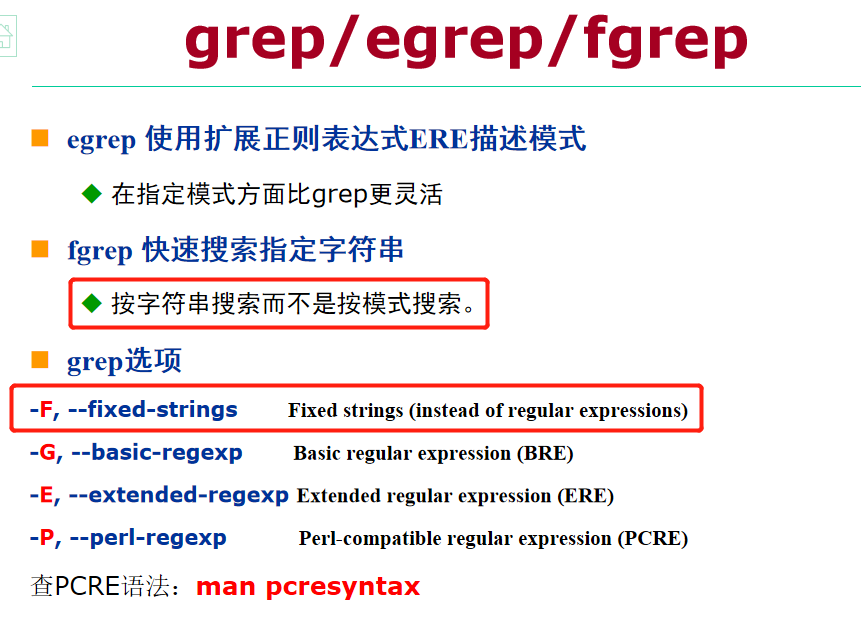 grep/egrep/fgrep
egrep 使用扩展正则表达式ERE描述模式
在指定模式方面比grep更灵活
fgrep 快速搜索指定字符串
按字符串搜索而不是按模式搜索。
grep选项
-F, --fixed-strings Fixed strings (instead of regular expressions)
-G, --basic-regexp Basic regular expression (BRE)
-E, --extended-regexp Extended regular expression (ERE)
-P, --perl-regexp Perl-compatible regular expression (PCRE)
查PCRE语法：man pcresyntax